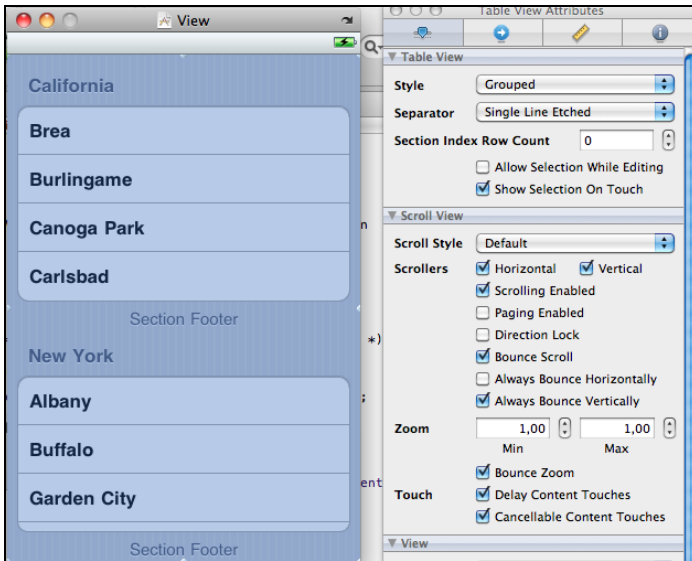 View
California
Brea
Burlingame
Canoga Park
Carlsbad
Section Footer
New York
Albany
Buffalo
Garden City
Section Footer
n
*)
;
ent
Table View Attributes
Table View
Style Grouped
Separator Single Line Etched
Section Index Row Count 0
Allow Selection While Editing
Show Selection On Touch
Scroll View
Scroll Style Default
Scrollers Horizontal Vertical
Scrolling Enabled
Paging Enabled
Direction Lock
Bounce Scroll
Always Bounce Horizontally
Always Bounce Vertically
Zoom 1,00 1,00
Min Max
Bounce Zoom
Touch Delay Content Touches
Cancellable Content Touches
View